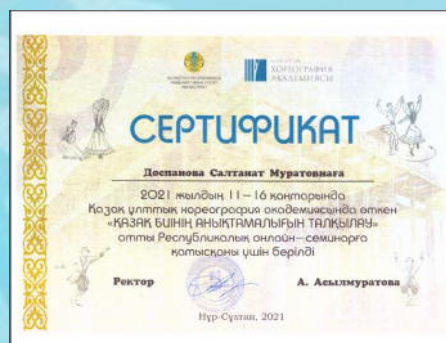 ХОРЕОГРАФИЯ
АКАДЕМИЯСЫ
СЕРТИФИКАТ
Доспанова Салтанат Муратовнаға
2021 жылдың 11–16 қаңтарында
Қазақ ұлттық хореография академиясында өткен
«ҚАЗАҚ БИІНІҢ АНЫҚТАМАЛЫҒЫН ТАЛҚЫЛАУ»
атты Республикалық онлайн–семинарға
қатысқаны үшін берілді
Ректор А. Асылмуратова
Нұр-Сұлтан, 2021